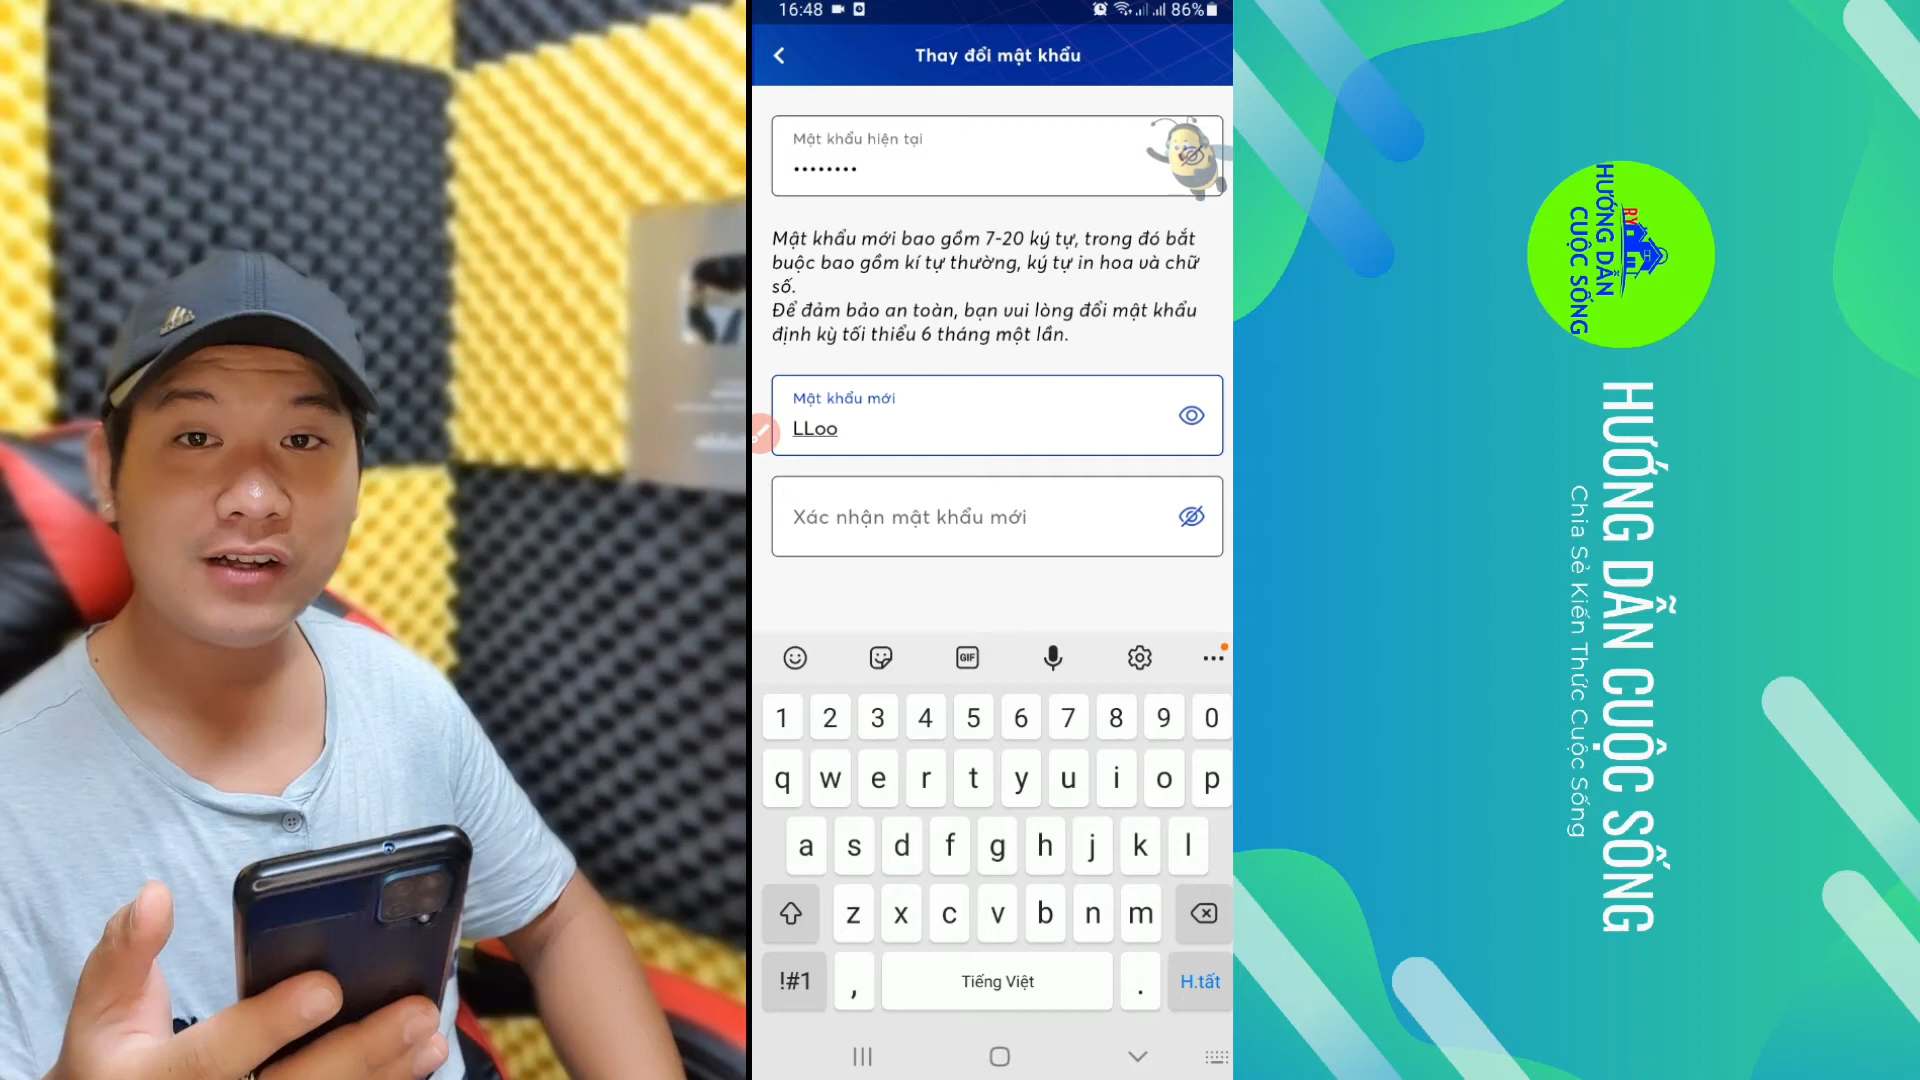 16:48
86%
Thay đổi mật khẩu
Mật khẩu hiện tại
••••••••
Mật khẩu mới bao gồm 7-20 ký tự, trong đó bắt
buộc bao gồm kí tự thường, ký tự in hoa và chữ
số.
Để đảm bảo an toàn, bạn vui lòng đổi mật khẩu
định kỳ tối thiểu 6 tháng một lần.
Mật khẩu mới
LLoo
Xác nhận mật khẩu mới
GIF
1 2 3 4 5 6 7 8 9 0
q w e r t y u i o p
a s d f g h j k l
z x c v b n m
!#1 , Tiếng Việt . H.tất
RY
HƯỚNG DẪN
CUỘC SỐNG
HƯỚNG DẪN CUỘC SỐNG
Chia Sẻ Kiến Thức Cuộc Sống